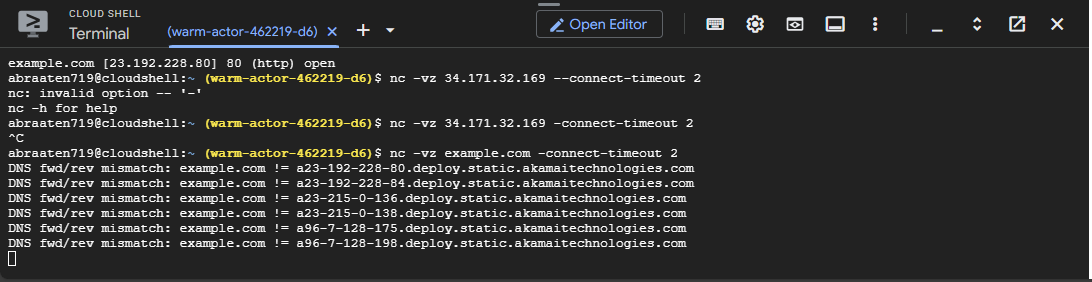 CLOUD SHELL
Terminal
(warm-actor-462219-d6)
Open Editor
example.com [23.192.228.80] 80 (http) open
abraaten719@cloudshell:~ (warm-actor-462219-d6)$ nc -vz 34.171.32.169 --connect-timeout 2
nc: invalid option -- '-'
nc -h for help
abraaten719@cloudshell:~ (warm-actor-462219-d6)$ nc -vz 34.171.32.169 -connect-timeout 2
^C
abraaten719@cloudshell:~ (warm-actor-462219-d6)$ nc -vz example.com -connect-timeout 2
DNS fwd/rev mismatch: example.com != a23-192-228-80.deploy.static.akamaitechnologies.com
DNS fwd/rev mismatch: example.com != a23-192-228-84.deploy.static.akamaitechnologies.com
DNS fwd/rev mismatch: example.com != a23-215-0-136.deploy.static.akamaitechnologies.com
DNS fwd/rev mismatch: example.com != a23-215-0-138.deploy.static.akamaitechnologies.com
DNS fwd/rev mismatch: example.com != a96-7-128-175.deploy.static.akamaitechnologies.com
DNS fwd/rev mismatch: example.com != a96-7-128-198.deploy.static.akamaitechnologies.com